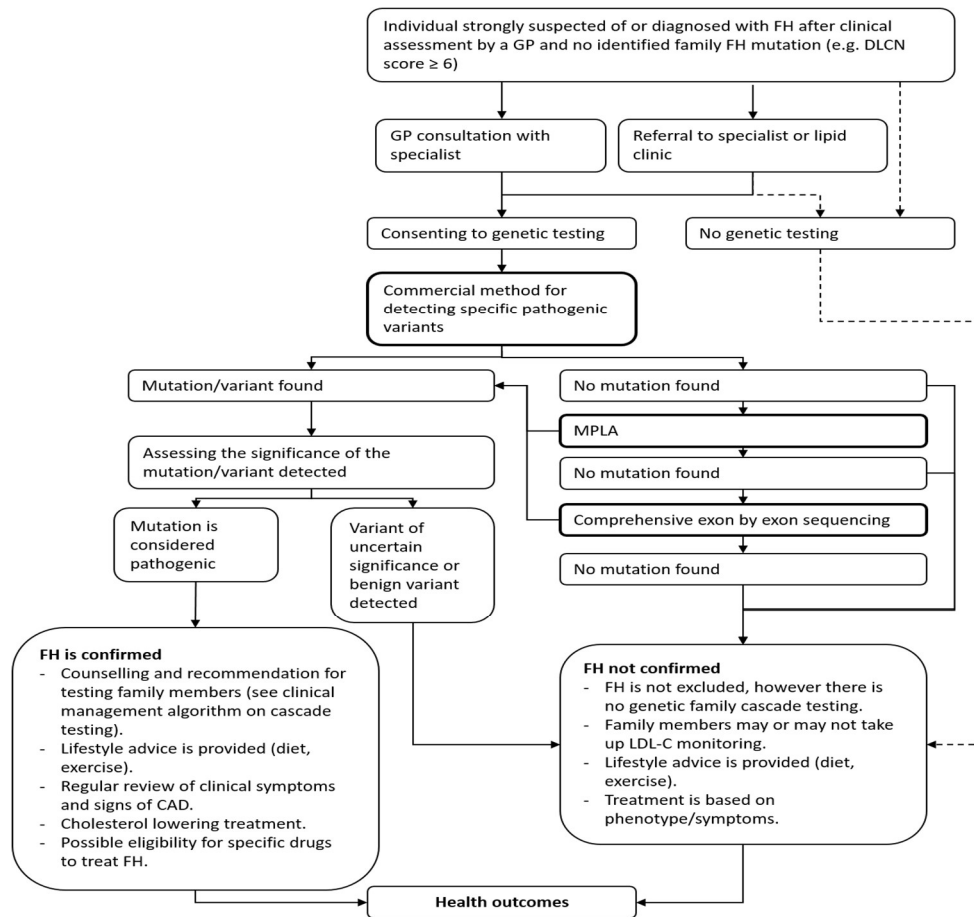 Individual strongly suspected of or diagnosed with FH after clinical
assessment by a GP and no identified family FH mutation (e.g. DLCN
score ≥ 6)
GP consultation with
specialist
Referral to specialist or lipid
clinic
Consenting to genetic testing
No genetic testing
Commercial method for
detecting specific pathogenic
variants
Mutation/variant found
No mutation found
MPLA
Assessing the significance of the
mutation/variant detected
No mutation found
Comprehensive exon by exon sequencing
Mutation is
considered
pathogenic
Variant of
uncertain
significance or
benign variant
detected
No mutation found
FH is confirmed
- Counselling and recommendation for
testing family members (see clinical
management algorithm on cascade
testing).
- Lifestyle advice is provided (diet,
exercise).
- Regular review of clinical symptoms
and signs of CAD.
- Cholesterol lowering treatment.
- Possible eligibility for specific drugs
to treat FH.
FH not confirmed
- FH is not excluded, however there is
no genetic family cascade testing.
- Family members may or may not take
up LDL-C monitoring.
- Lifestyle advice is provided (diet,
exercise).
- Treatment is based on
phenotype/symptoms.
Health outcomes